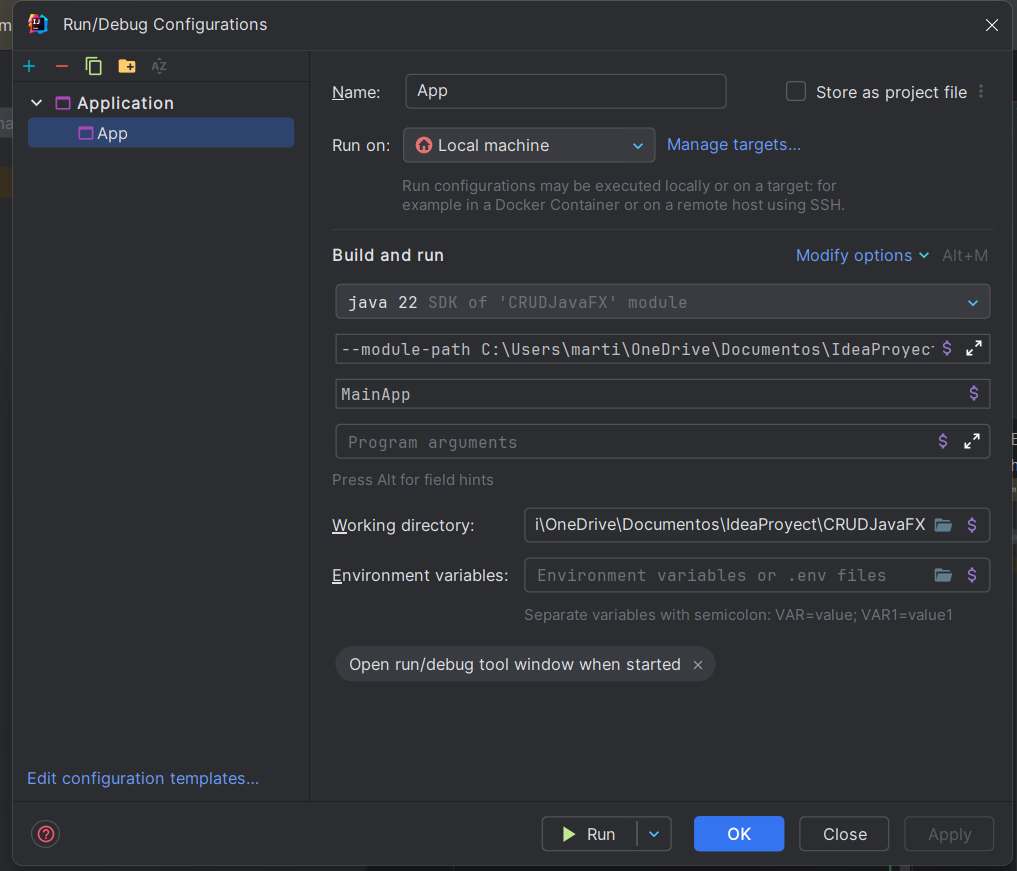 Run/Debug Configurations
Application
App
Name: App
Store as project file
Run on: Local machine Manage targets...
Run configurations may be executed locally or on a target: for
example in a Docker Container or on a remote host using SSH.
Build and run
Modify options Alt+M
java 22 SDK of 'CRUDJavaFX' module
--module-path C:\Users\marti\OneDrive\Documentos\IdeaProyec
MainApp
Program arguments
Press Alt for field hints
Working directory: i\OneDrive\Documentos\IdeaProyect\CRUDJavaFX
Environment variables: Environment variables or .env files
Separate variables with semicolon: VAR=value; VAR1=value1
Open run/debug tool window when started
Edit configuration templates...
Run
OK
Close
Apply